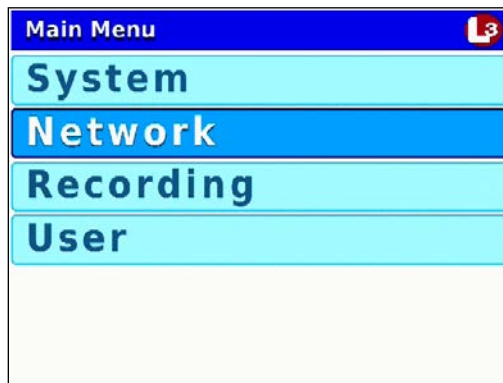 Main Menu
L3
System
Network
Recording
User